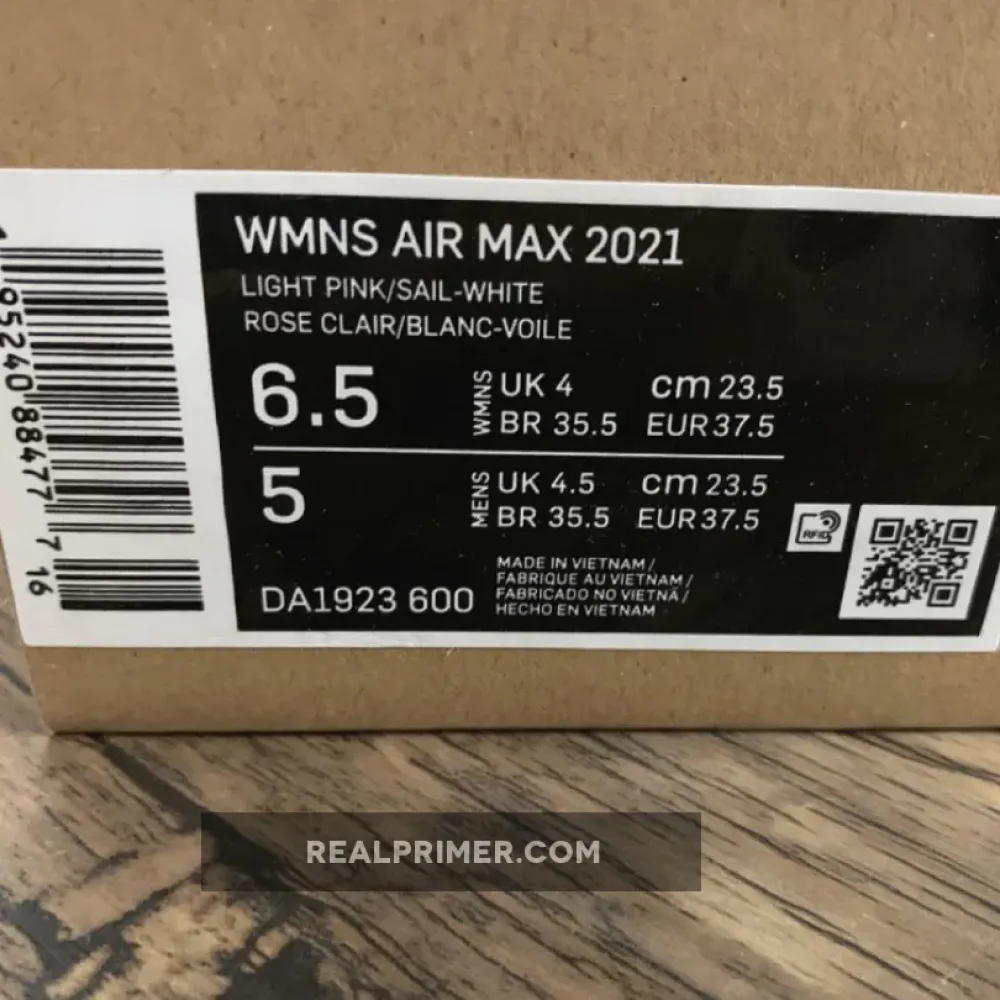 WMNS AIR MAX 2021
LIGHT PINK/SAIL-WHITE
ROSE CLAIR/BLANC-VOILE
6.5
WMNS
UK 4 cm 23.5
BR 35.5 EUR 37.5
5
MENS
UK 4.5 cm 23.5
BR 35.5 EUR 37.5
DA1923 600
MADE IN VIETNAM /
FABRIQUE AU VIETNAM /
FABRICADO NO VIETNÃ /
HECHO EN VIETNAM
RFID
1 95240 88477 7 16
REALPRIMER.COM